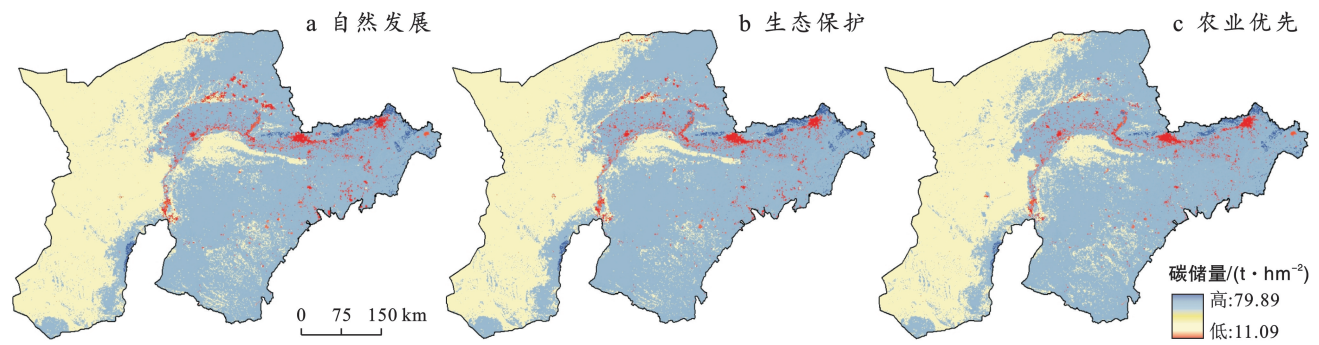 a 自然发展
b 生态保护
c 农业优先
碳储量/(t·hm⁻²)
高:79.89
低:11.09
0 75 150 km